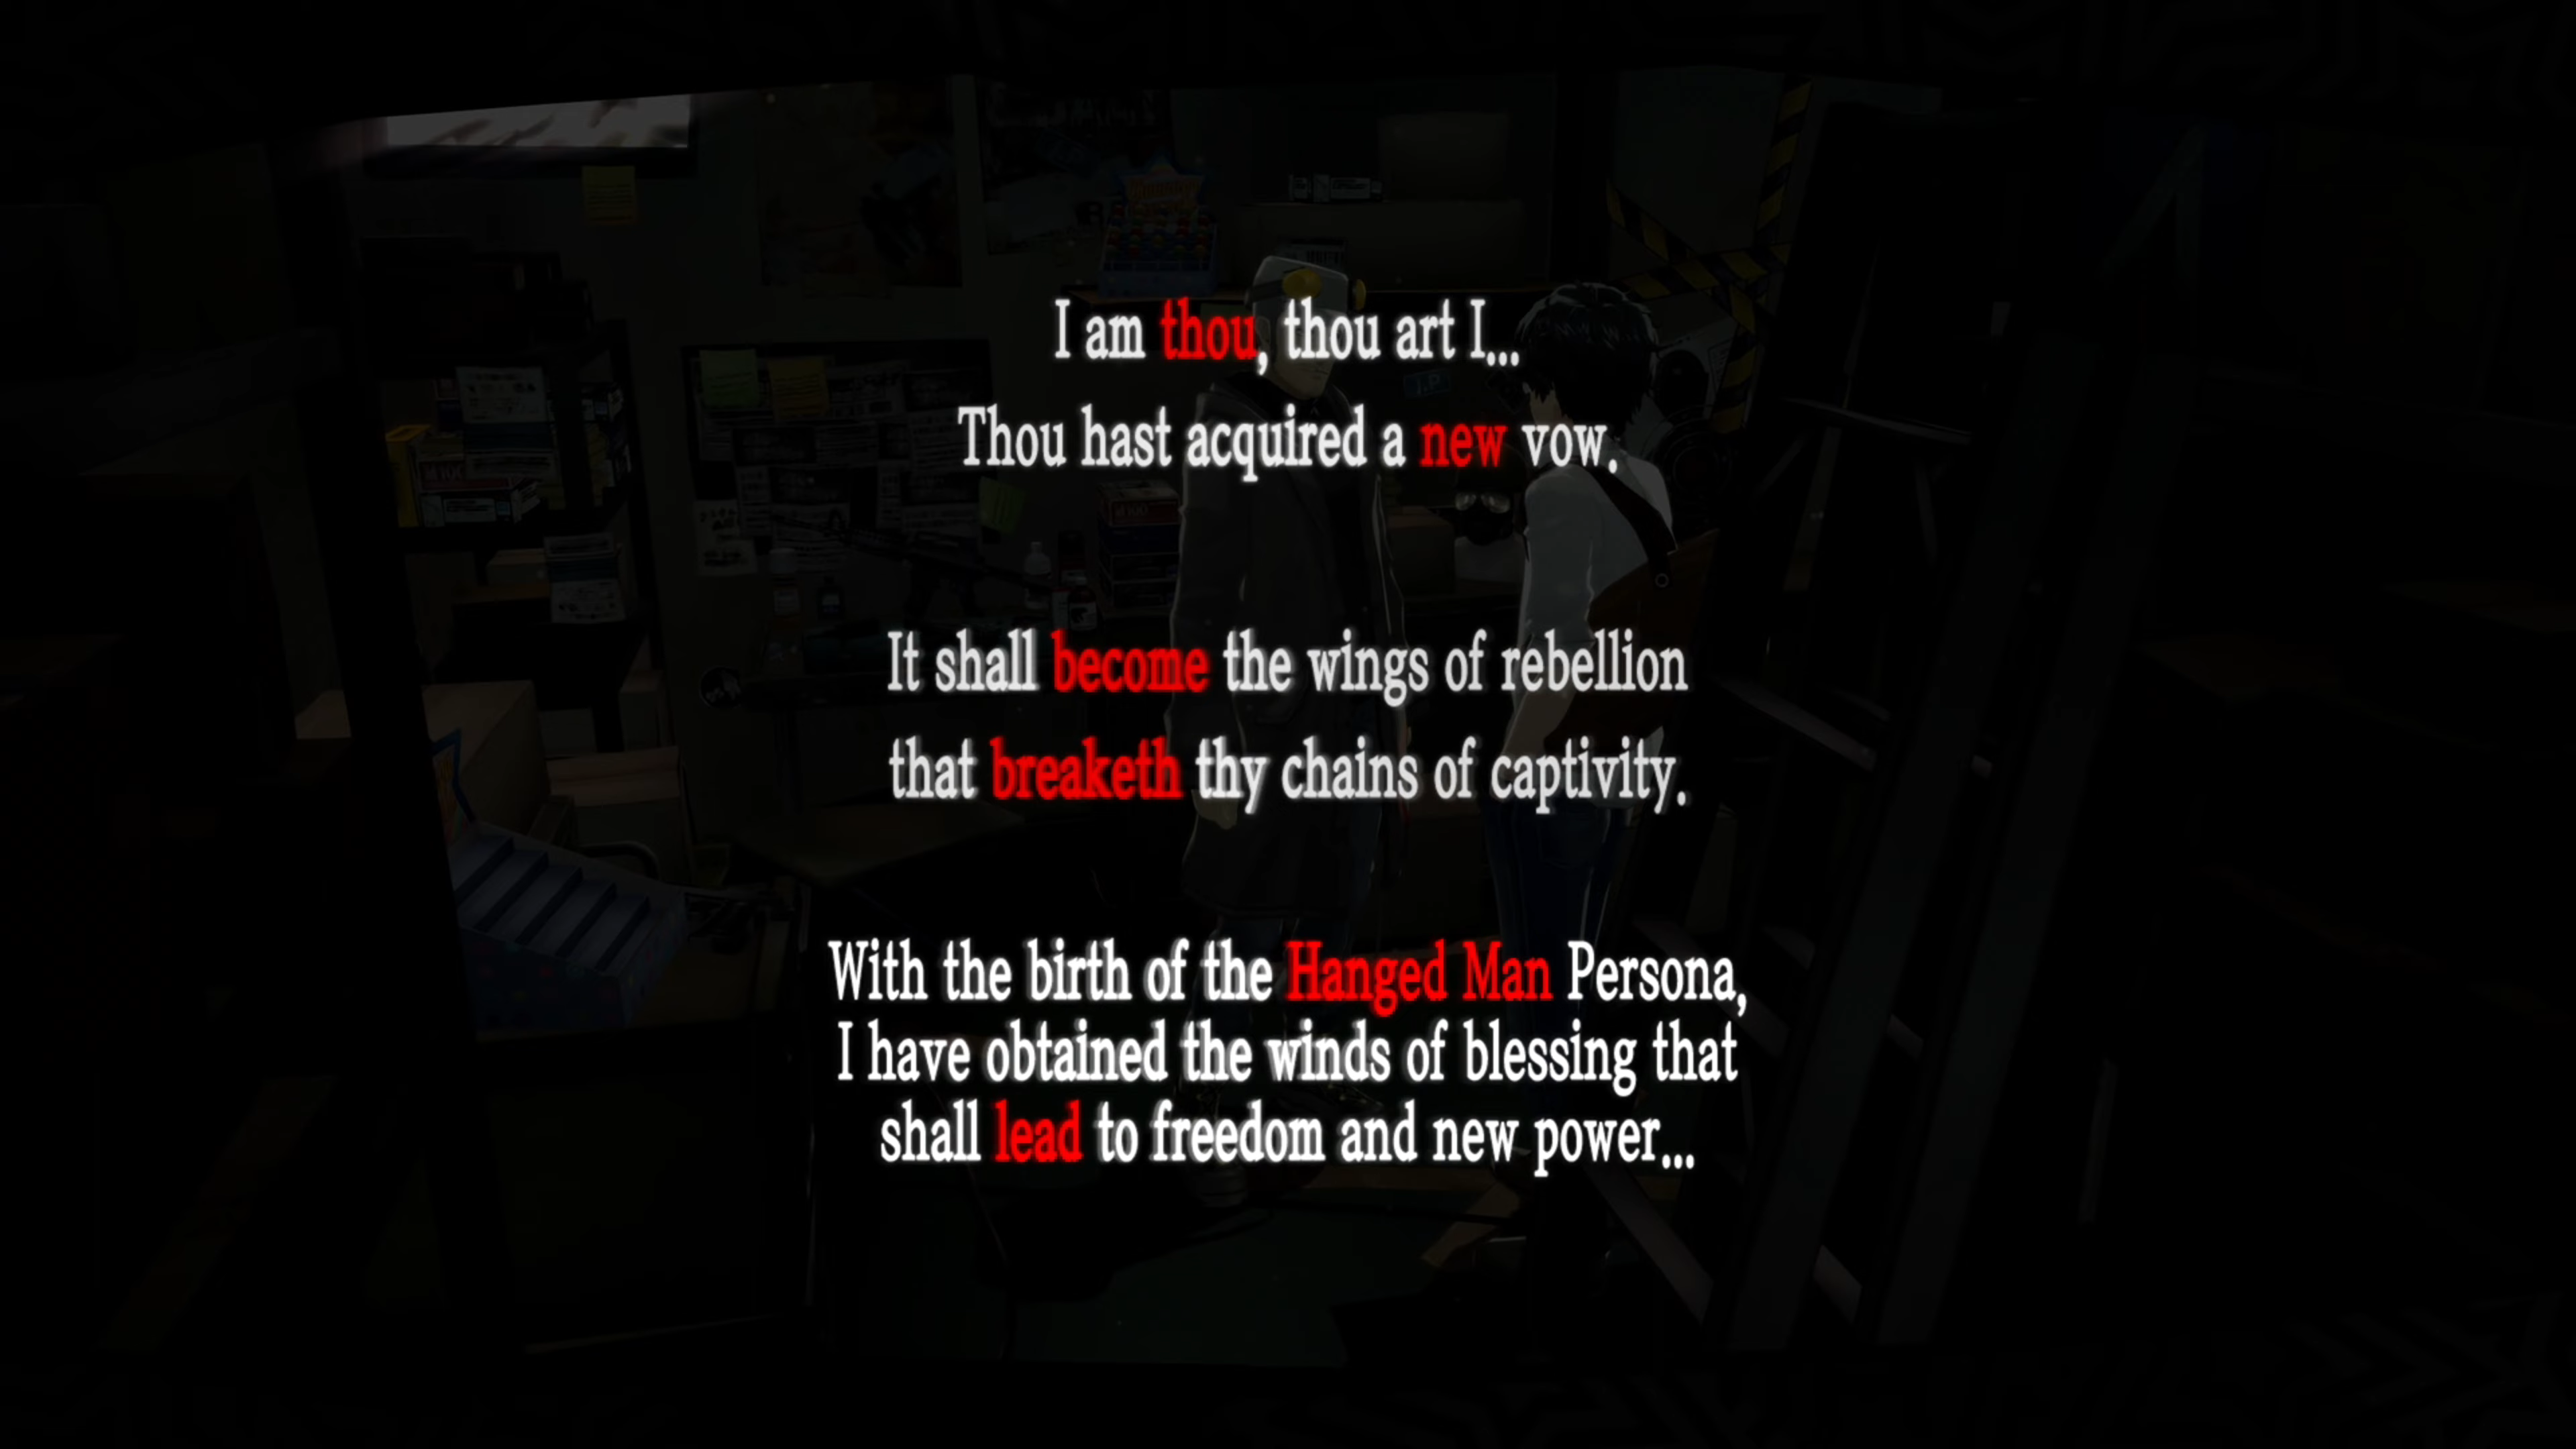 I am thou, thou art I...
Thou hast acquired a new vow.
It shall become the wings of rebellion
that breaketh thy chains of captivity.
With the birth of the Hanged Man Persona,
I have obtained the winds of blessing that
shall lead to freedom and new power...